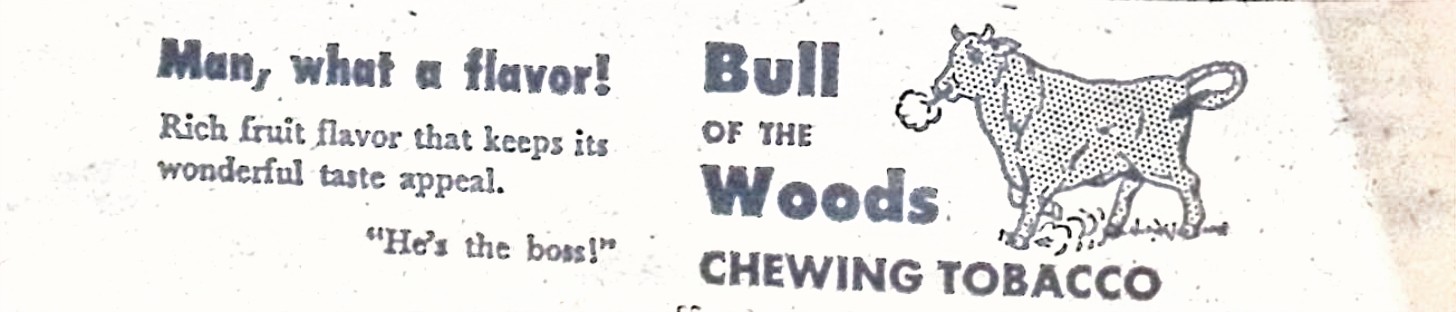 Man, what a flavor!
Rich fruit flavor that keeps its
wonderful taste appeal.
"He's the boss!"
Bull
OF THE
Woods
CHEWING TOBACCO